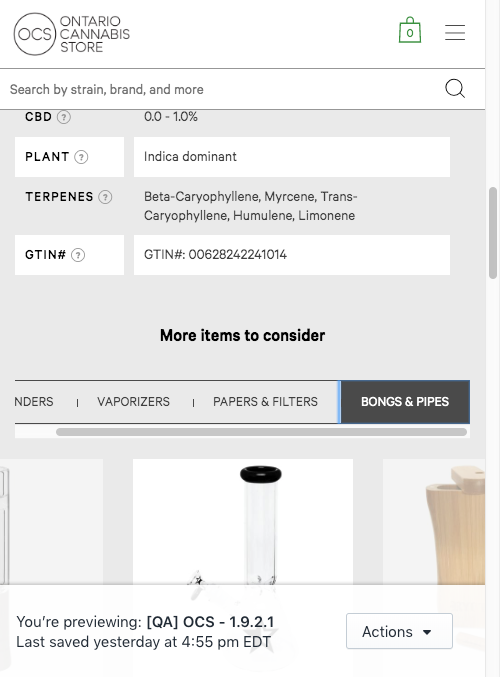 OCS
ONTARIO
CANNABIS
STORE
0
Search by strain, brand, and more
CBD ? 0.0 - 1.0%
PLANT ? Indica dominant
TERPENES ? Beta-Caryophyllene, Myrcene, Trans-
Caryophyllene, Humulene, Limonene
GTIN# ? GTIN#: 00628242241014
More items to consider
NDERS | VAPORIZERS | PAPERS & FILTERS BONGS & PIPES
You're previewing: [QA] OCS - 1.9.2.1
Last saved yesterday at 4:55 pm EDT
Actions